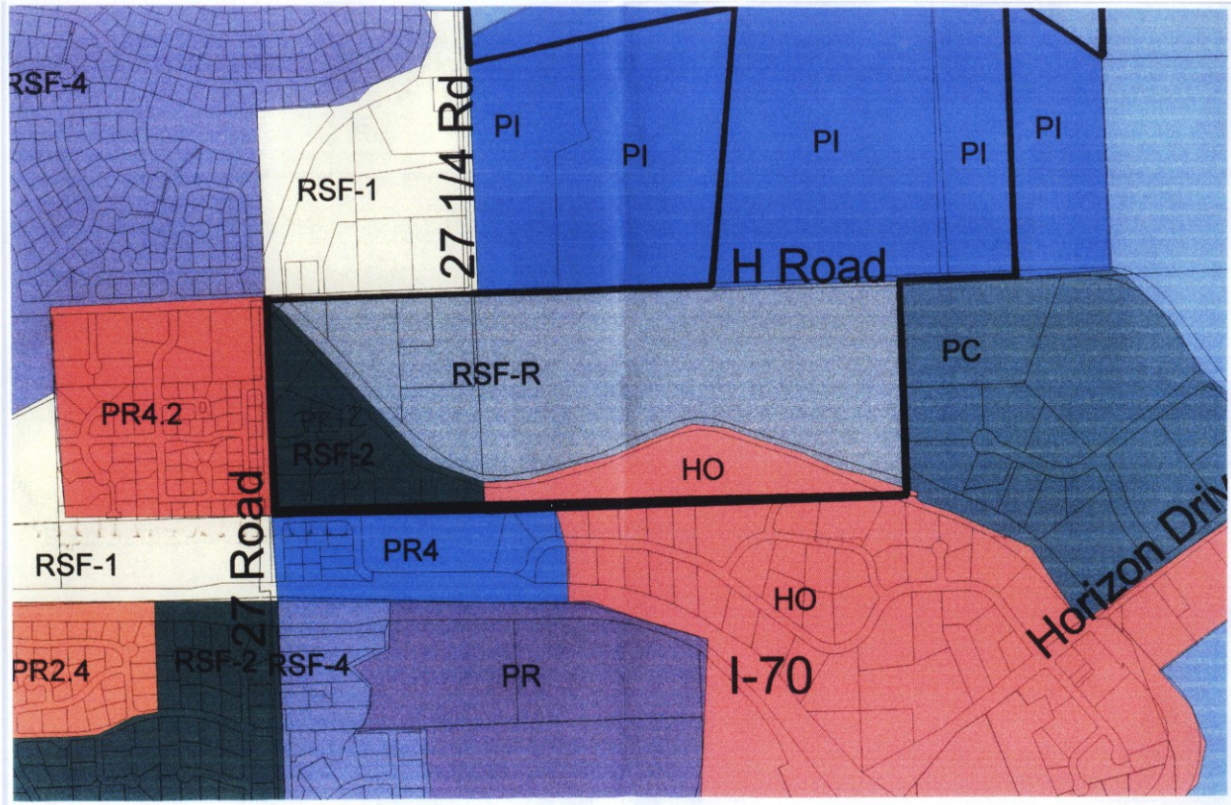 RSF-4
PI
PI
PI
PI
PI
RSF-1
27 1/4 Rd
H Road
PC
RSF-R
PR4.2
RSF-2
HO
27 Road
PR4
RSF-1
HO
Horizon Driv
PR2.4
RSF-2
RSF-4
PR
I-70